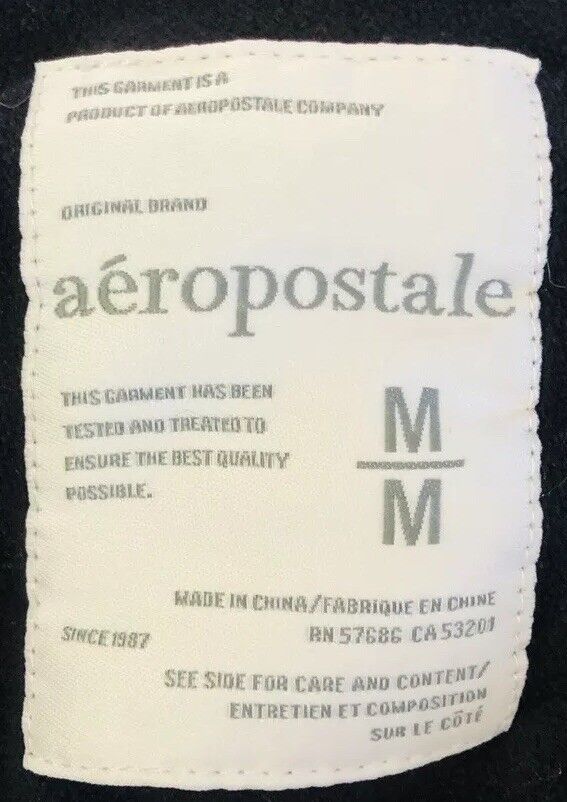 THIS GARMENT IS A
PRODUCT OF AEROPOSTALE COMPANY
ORIGINAL BRAND
aéropostale
THIS GARMENT HAS BEEN
TESTED AND TREATED TO
ENSURE THE BEST QUALITY
POSSIBLE.
M
M
MADE IN CHINA/FABRIQUE EN CHINE
SINCE 1987
RN 57686 CA 53201
SEE SIDE FOR CARE AND CONTENT/
ENTRETIEN ET COMPOSITION
SUR LE CÔTÉ